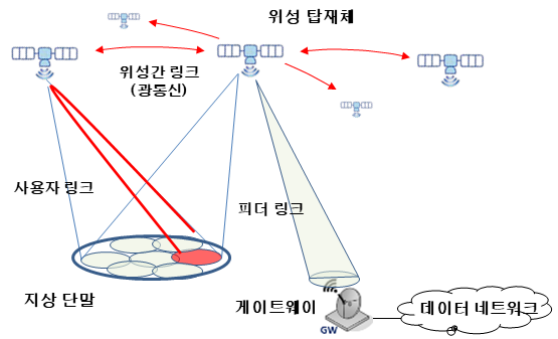 위성 탑재체
위성간 링크
(광통신)
사용자 링크
피더 링크
지상 단말
게이트웨이
데이터 네트워크
GW